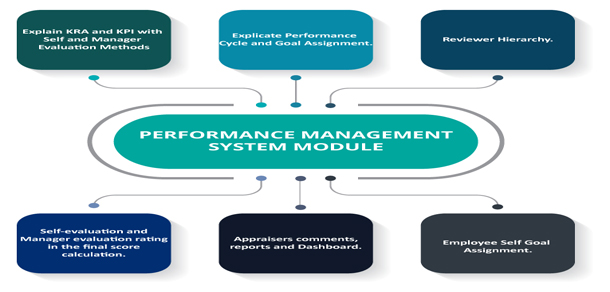 Explain KRA and KPI with
Self and Manager
Evaluation Methods
Explicate Performance
Cycle and Goal Assignment.
Reviewer Hierarchy.
PERFORMANCE MANAGEMENT
SYSTEM MODULE
Self-evaluation and
Manager evaluation rating
in the final score
calculation.
Appraisers comments,
reports and Dashboard.
Employee Self Goal
Assignment.